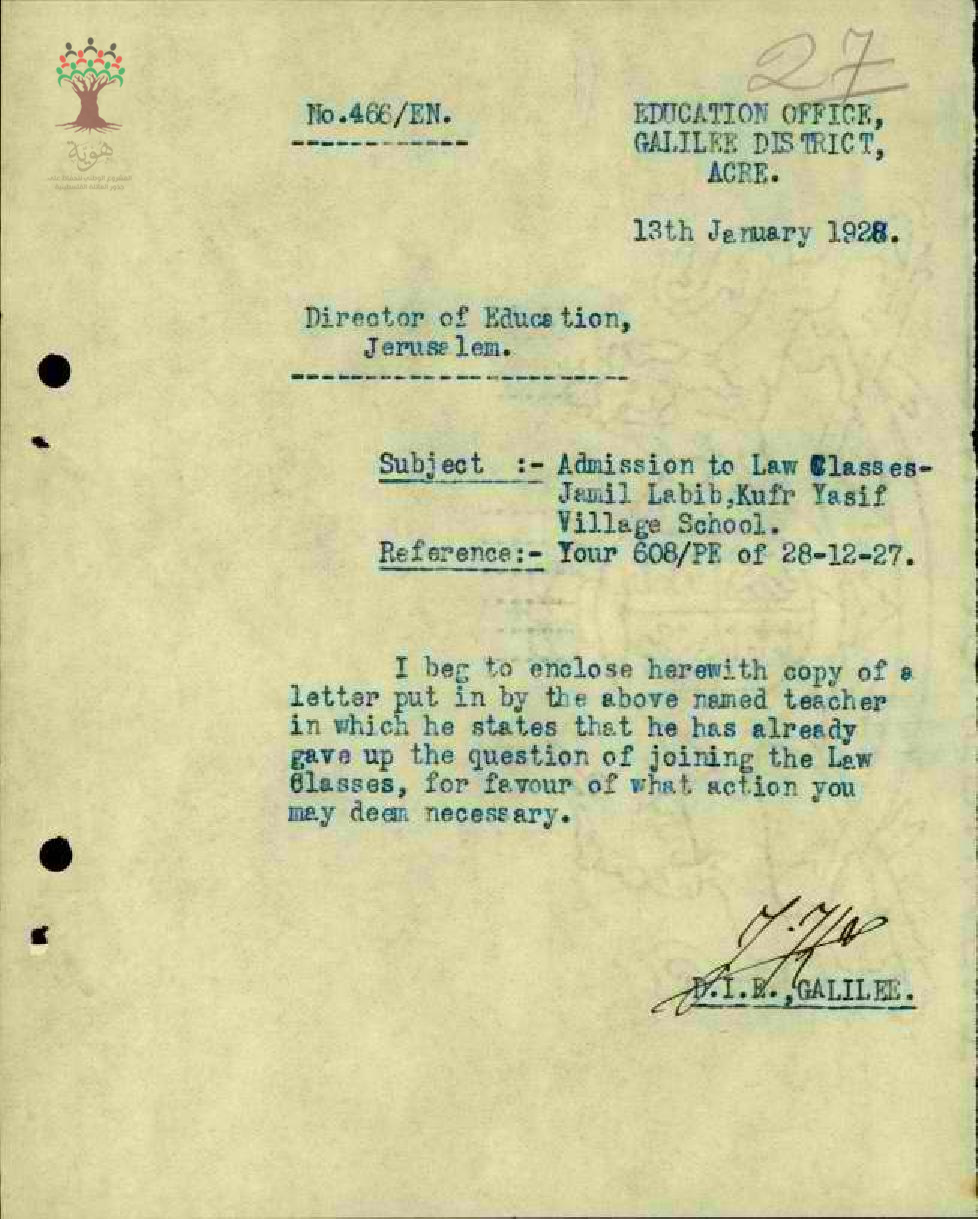 27
هوية
No.466/EN.
EDUCATION OFFICE,
GALILEE DISTRICT,
ACRE.
13th January 1928.
Director of Education,
Jerusalem.
Subject :- Admission to Law Classes-
Jamil Labib,Kufr Yasif
Village School.
Reference:- Your 608/PE of 28-12-27.
I beg to enclose herewith copy of a
letter put in by the above named teacher
in which he states that he has already
gave up the question of joining the Law
Classes, for favour of what action you
may deem necessary.
D.I.E.,GALILEE.